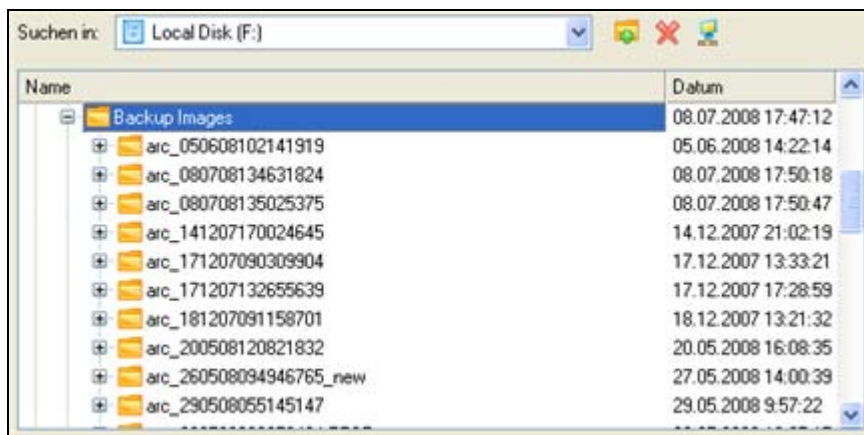 Suchen in: Local Disk (F:)
Name Datum
Backup Images 08.07.2008 17:47:12
arc_050608102141919 05.06.2008 14:22:14
arc_080708134631824 08.07.2008 17:50:18
arc_080708135025375 08.07.2008 17:50:47
arc_141207170024645 14.12.2007 21:02:19
arc_171207090309904 17.12.2007 13:33:21
arc_171207132655639 17.12.2007 17:28:59
arc_181207091158701 18.12.2007 13:21:32
arc_200508120821832 20.05.2008 16:08:35
arc_260508094946765_new 27.05.2008 14:00:39
arc_290508055145147 29.05.2008 9:57:22